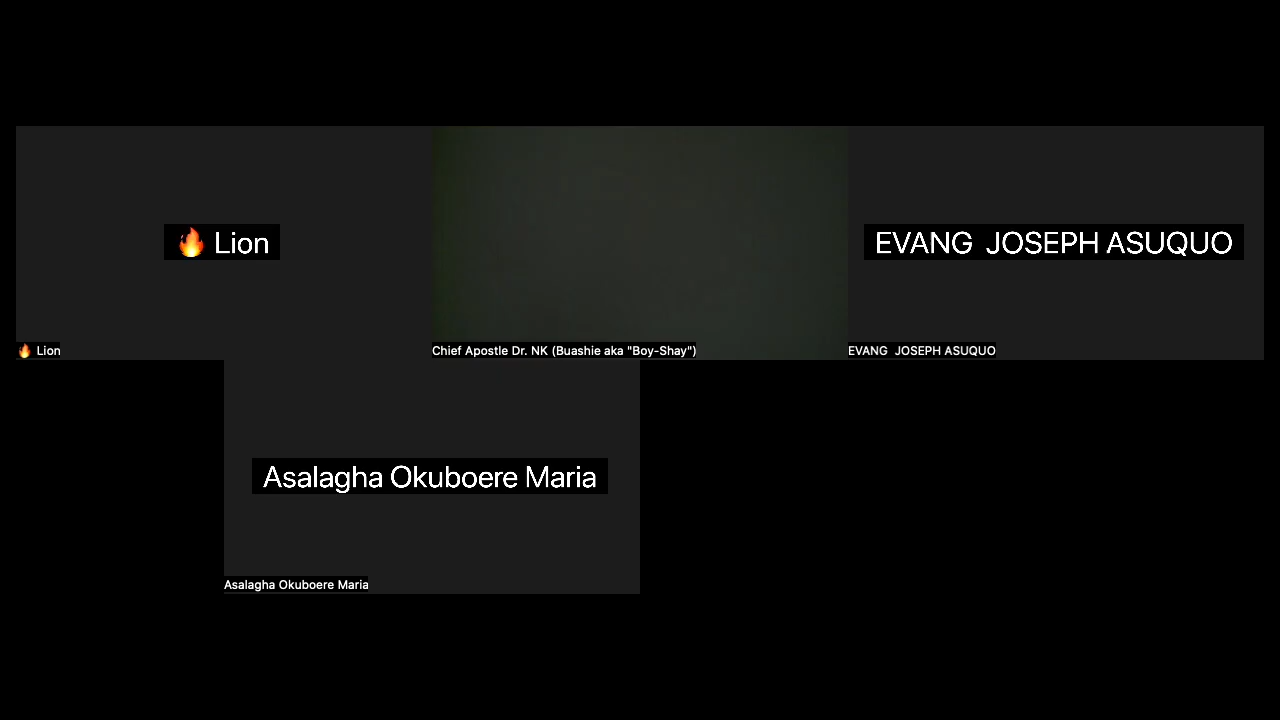 🔥 Lion
EVANG  JOSEPH ASUQUO
🔥 Lion
Chief Apostle Dr. NK (Buashie aka "Boy-Shay")
EVANG  JOSEPH ASUQUO
Asalagha Okuboere Maria
Asalagha Okuboere Maria